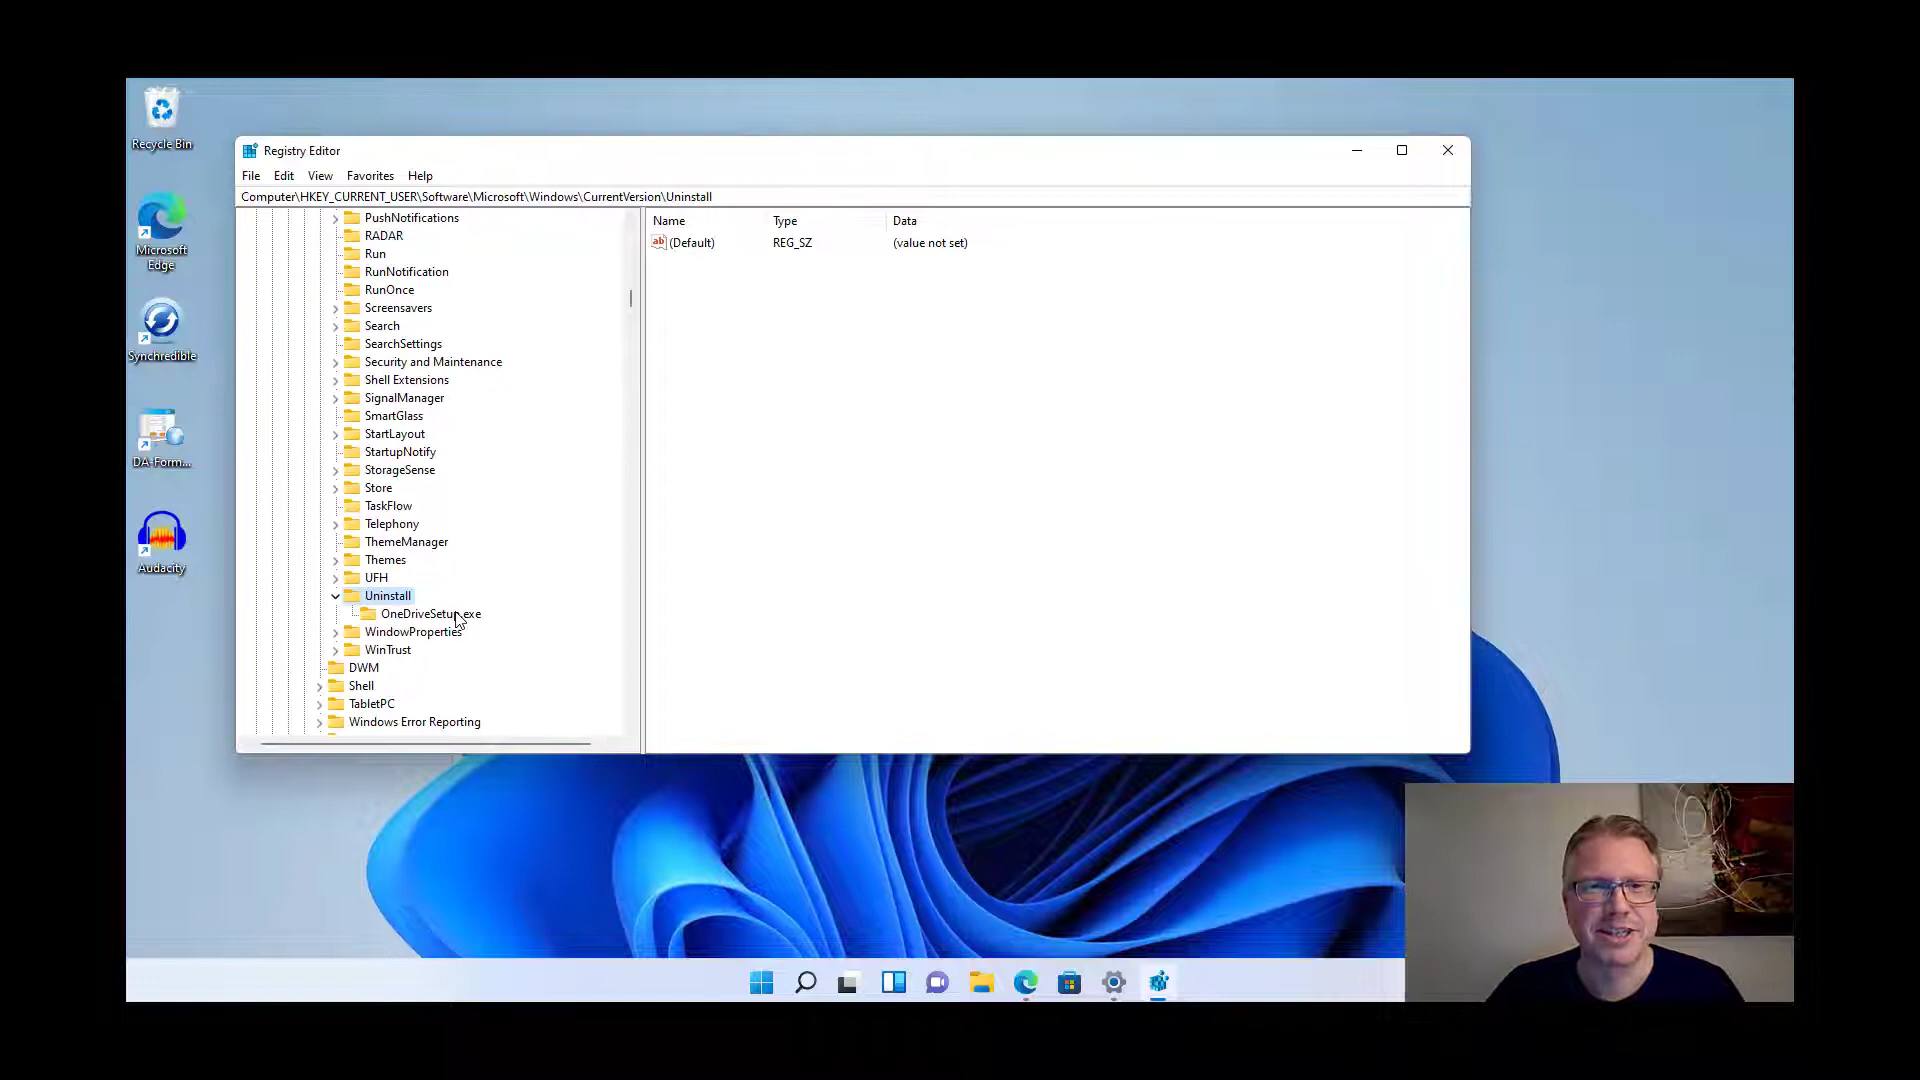 Recycle Bin
Microsoft
Edge
Synchredible
DA-Form...
Audacity
Registry Editor
File Edit View Favorites Help
Computer\HKEY_CURRENT_USER\Software\Microsoft\Windows\CurrentVersion\Uninstall
PushNotifications
RADAR
Run
RunNotification
RunOnce
Screensavers
Search
SearchSettings
Security and Maintenance
Shell Extensions
SignalManager
SmartGlass
StartLayout
StartupNotify
StorageSense
Store
TaskFlow
Telephony
ThemeManager
Themes
UFH
Uninstall
OneDriveSetup.exe
WindowProperties
WinTrust
DWM
Shell
TabletPC
Windows Error Reporting
Name Type Data
ab (Default) REG_SZ (value not set)